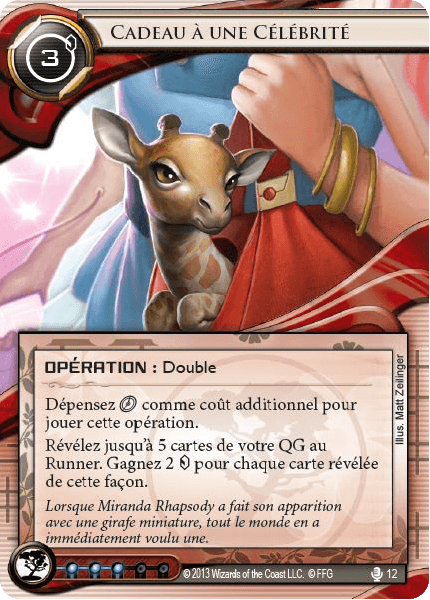 3
CADEAU À UNE CÉLÉBRITÉ
OPÉRATION : Double
Dépensez comme coût additionnel pour
jouer cette opération.
Révélez jusqu'à 5 cartes de votre QG au
Runner. Gagnez 2 pour chaque carte révélée
de cette façon.
Lorsque Miranda Rhapsody a fait son apparition
avec une girafe miniature, tout le monde en a
immédiatement voulu une.
Illus. Matt Zeilinger
© 2013 Wizards of the Coast LLC. © FFG
12